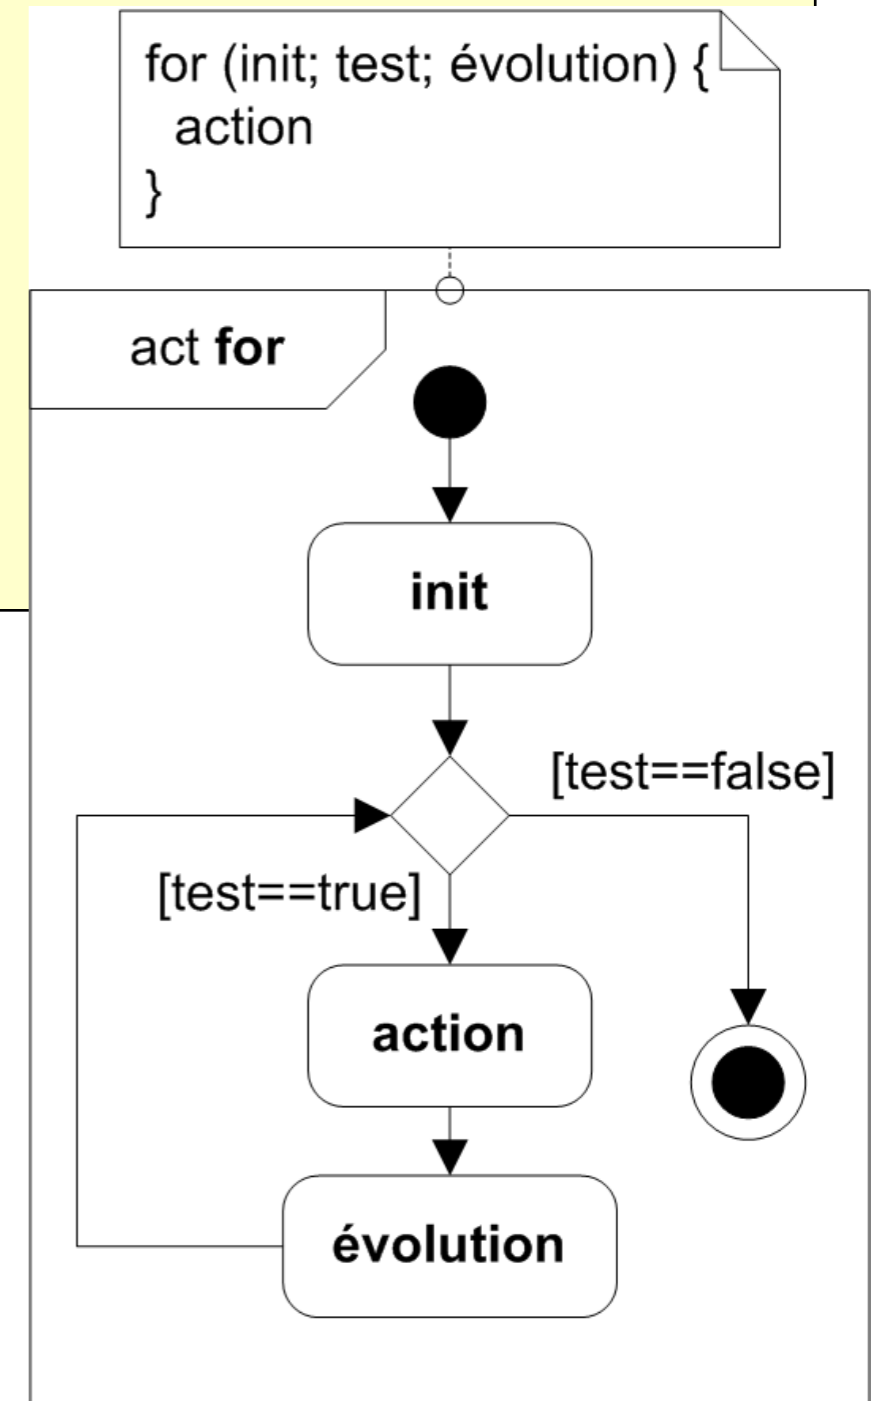 for (init; test; évolution) {
action
}
act for
init
[test==false]
[test==true]
action
évolution